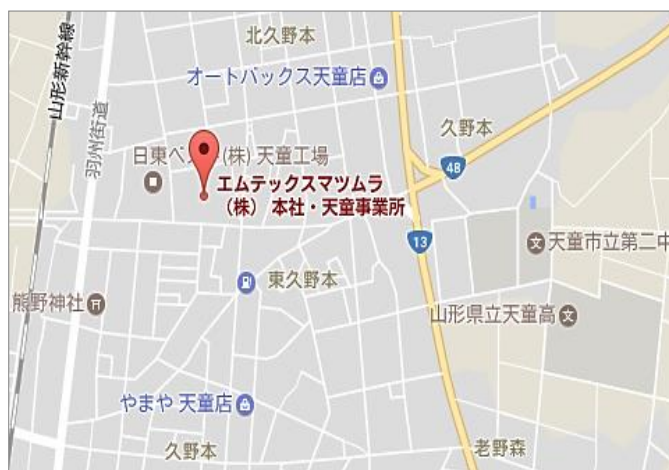 北久野本
山形新幹線
オートバックス天童店
羽州街道
久野本
日東ベ
(株) 天童工場
48
エムテックスマツムラ
(株) 本社・天童事業所
13
文
天童市立第二中
東久野本
熊野神社
山形県立天童高
文
やまや 天童店
久野本
老野森